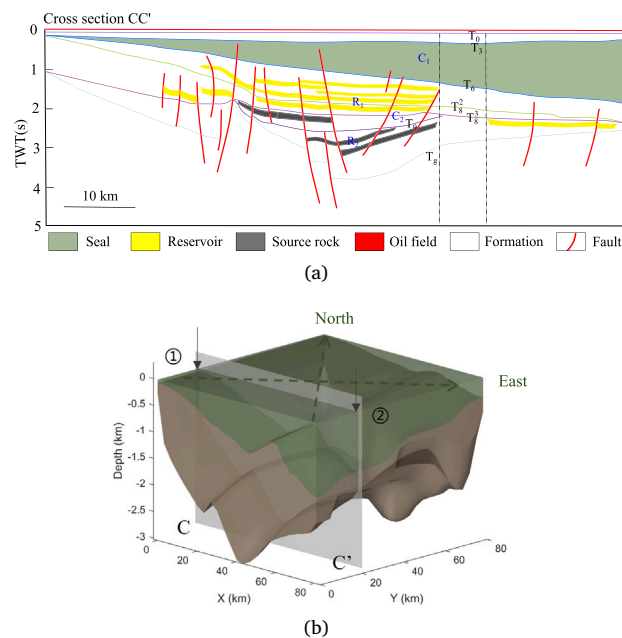 Cross section CC'
0
1
2
3
4
5
TWT(s)
10 km
T0
T3
C1
T6
R1
T8^2
C2
T8^3
T9
R2
Tg
Seal
Reservoir
Source rock
Oil field
Formation
Fault
(a)
North
East
①
②
0
-0.5
-1
-1.5
-2
-2.5
-3
Depth (km)
C
C’
0
20
40
60
80
X (km)
0
20
40
60
80
Y (km)
(b)